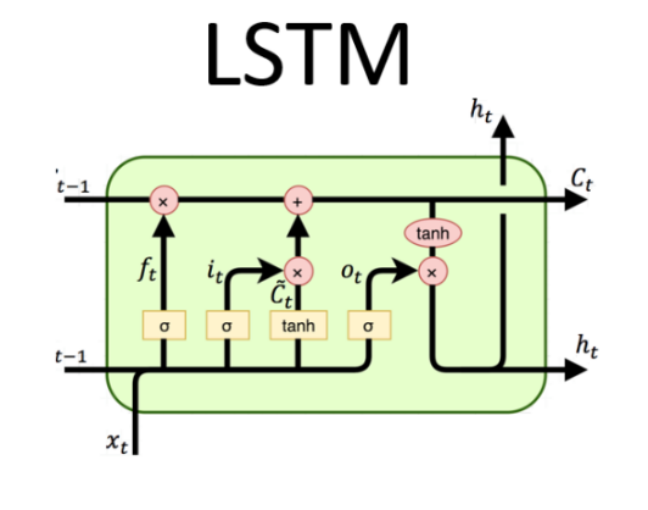 LSTM
hₜ
ₜ₋₁
Cₜ
×
+
tanh
fₜ
iₜ
×
oₜ
×
C̃ₜ
σ
σ
tanh
σ
ₜ₋₁
hₜ
xₜ